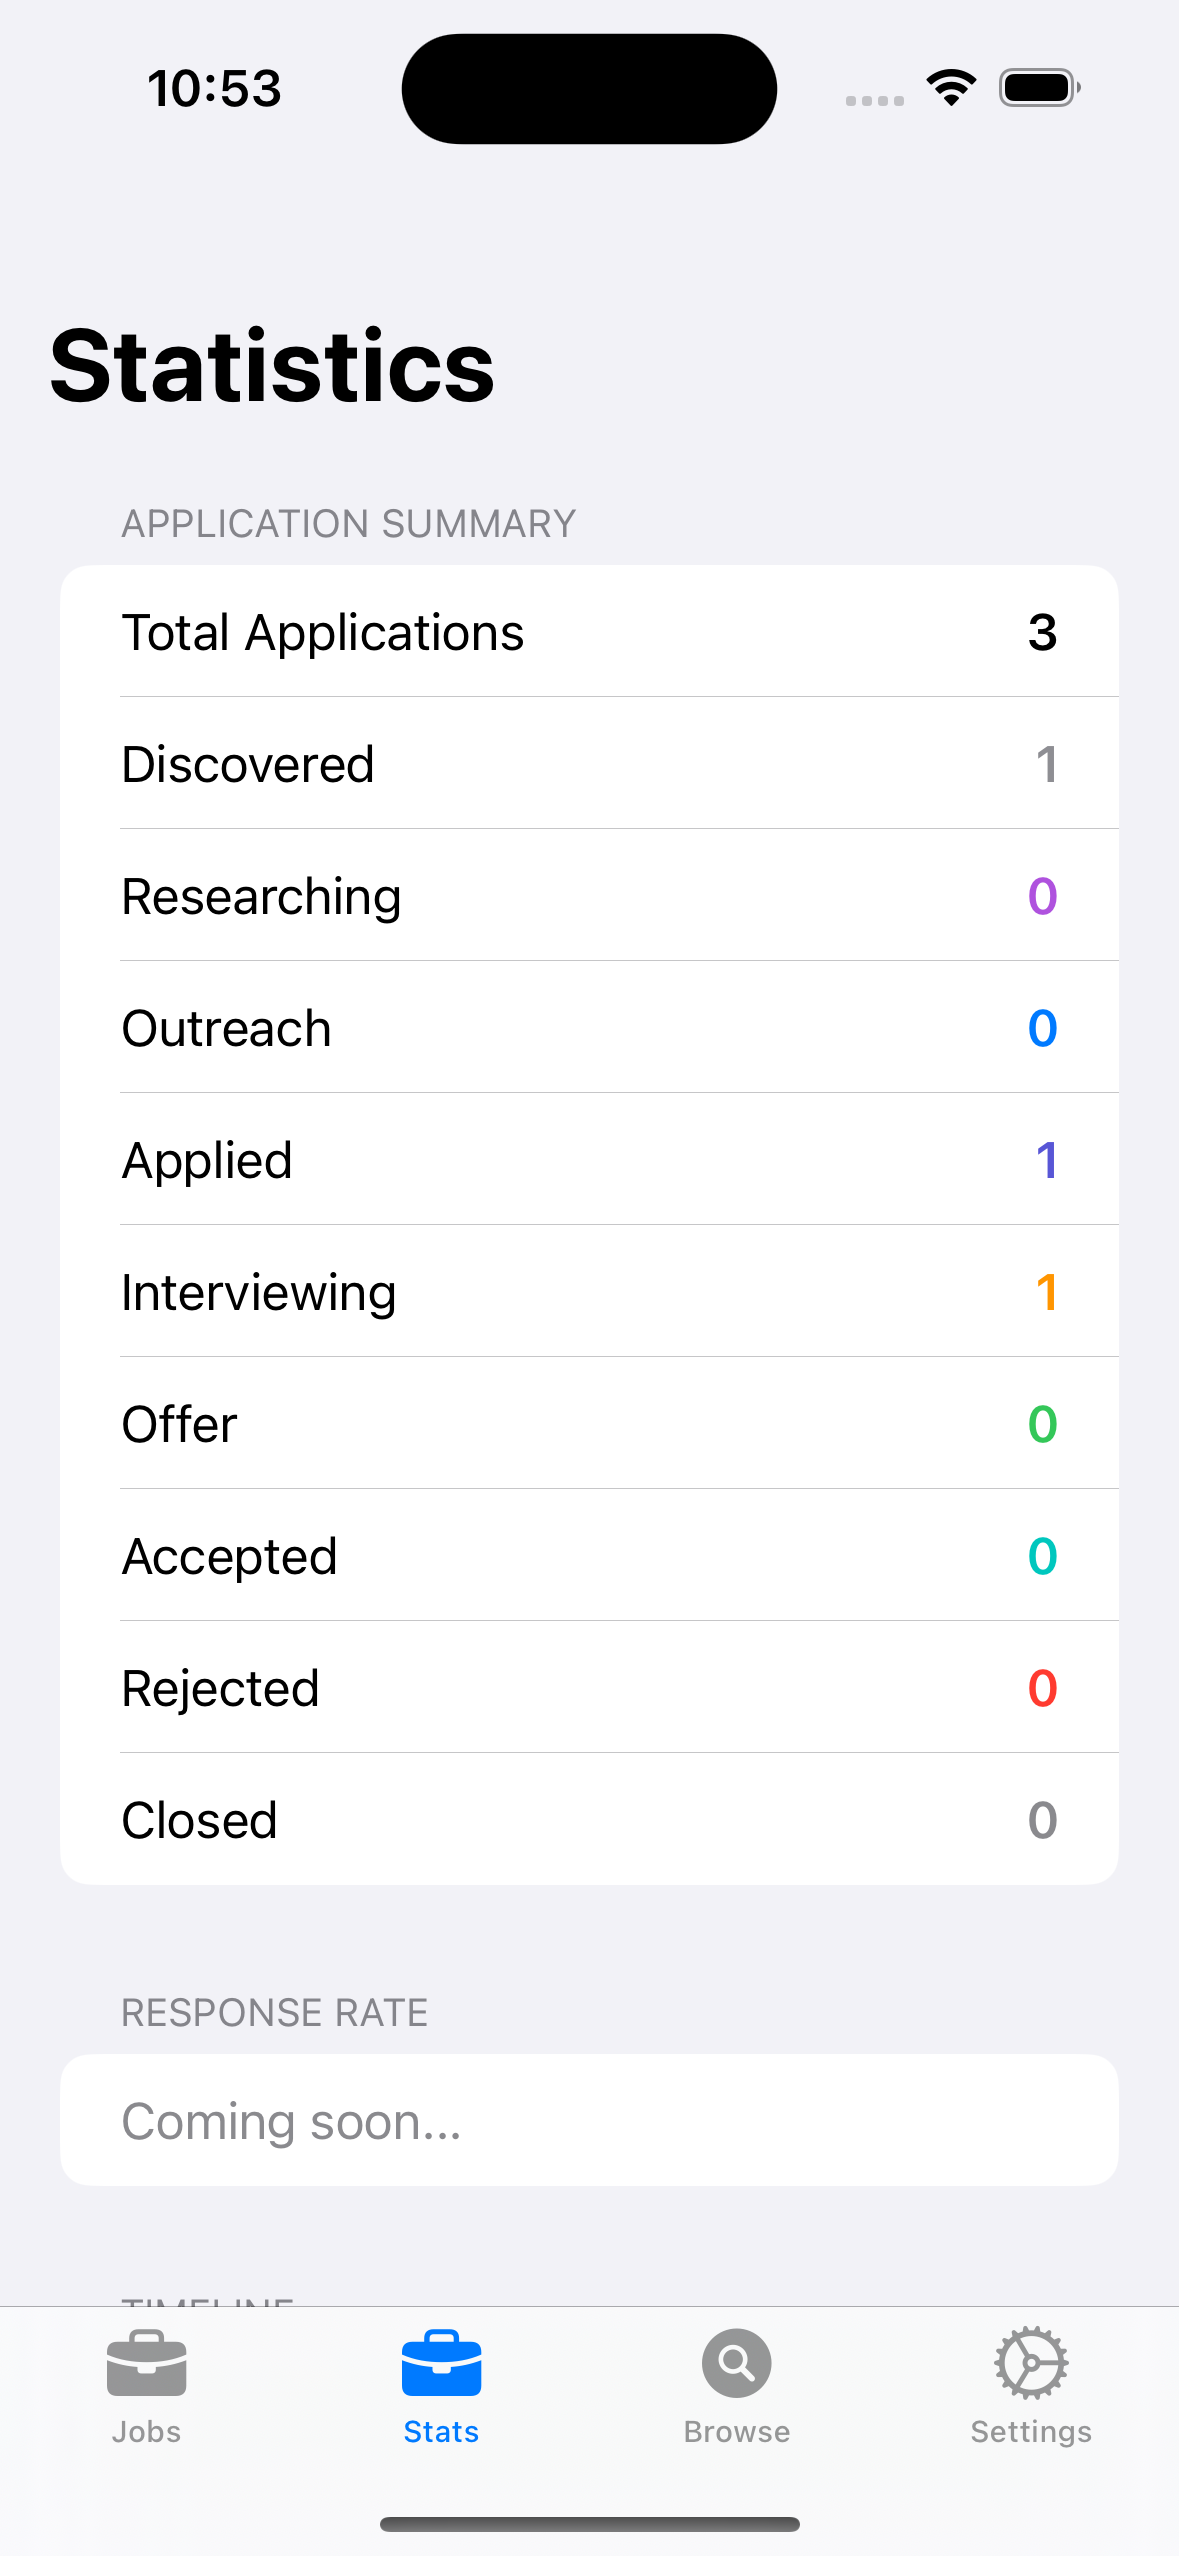 10:53
Statistics
APPLICATION SUMMARY
Total Applications 3
Discovered 1
Researching 0
Outreach 0
Applied 1
Interviewing 1
Offer 0
Accepted 0
Rejected 0
Closed 0
RESPONSE RATE
Coming soon...
TIMELINE
Jobs Stats Browse Settings